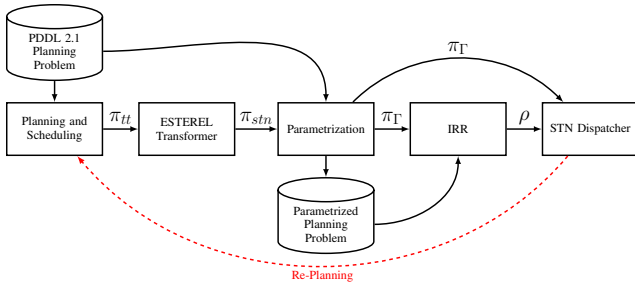 PDDL 2.1
Planning
Problem
π_Γ
Planning and
Scheduling
π_tt
ESTEREL
Transformer
π_stn
Parametrization
π_Γ
IRR
ρ
STN Dispatcher
Parametrized
Planning
Problem
Re-Planning